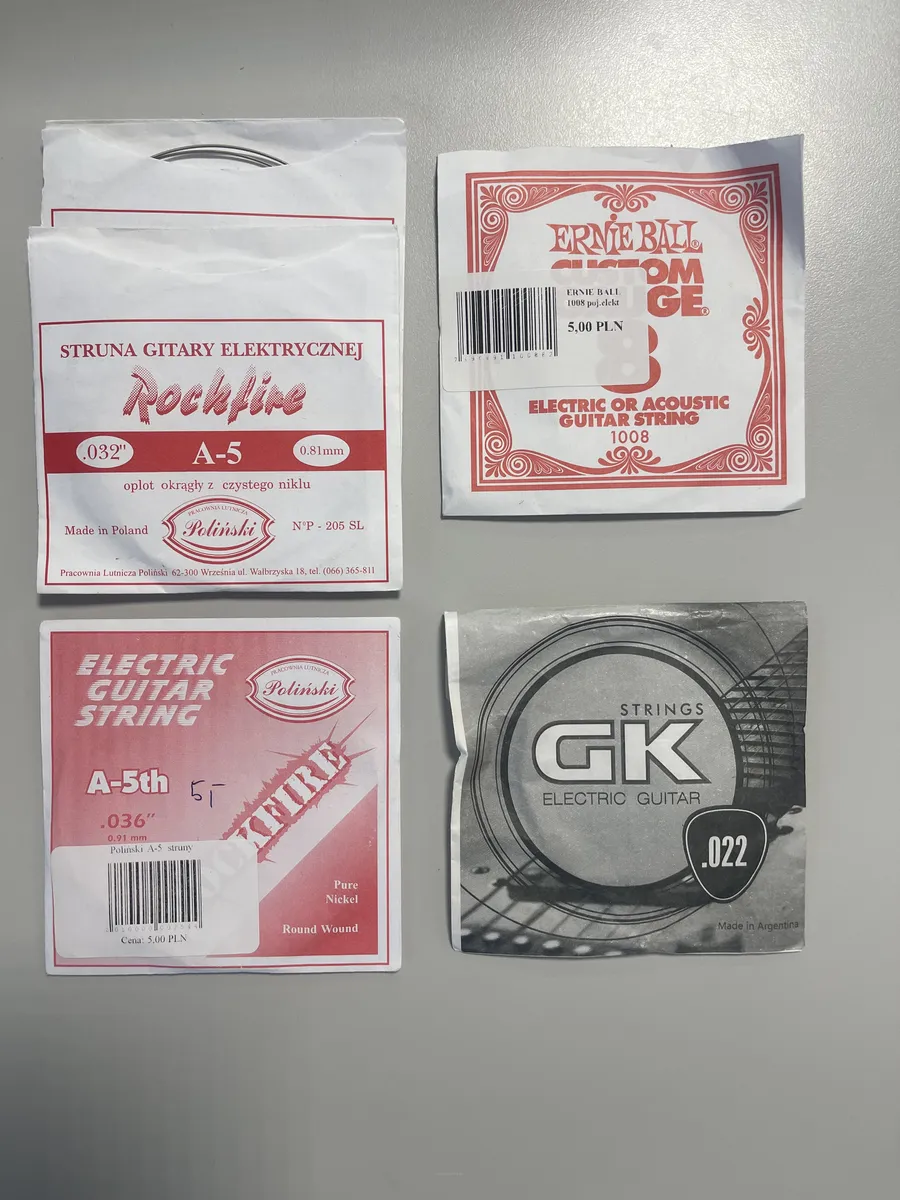 STRUNA GITARY ELEKTRYCZNEJ
Rockfire
.032"
A-5
0.81mm
oplot okrągły z czystego niklu
Made in Poland
PRACOWNIA LUTNICZA
Poliński
N°P - 205 SL
Pracownia Lutnicza Poliński 62-300 Września ul. Wałbrzyska 18, tel. (066) 365-811
ERNIE BALL®
CUSTOM
GE®
ERNIE BALL
1008 poj.elekt
5,00 PLN
8
ELECTRIC OR ACOUSTIC
GUITAR STRING
1008
ELECTRIC
GUITAR
STRING
PRACOWNIA LUTNICZA
Poliński
A-5th
5,-
.036"
0.91 mm
Poliński A-5 struny
Cena: 5,00 PLN
Pure
Nickel
Round Wound
STRINGS
GK
ELECTRIC GUITAR
.022
Made in Argentina